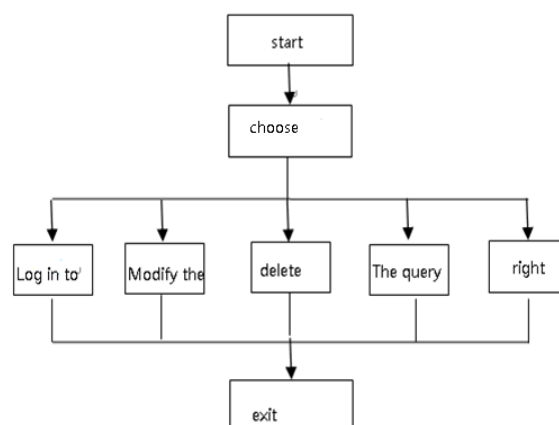 start
choose
Log in to
Modify the
delete
The query
right
exit